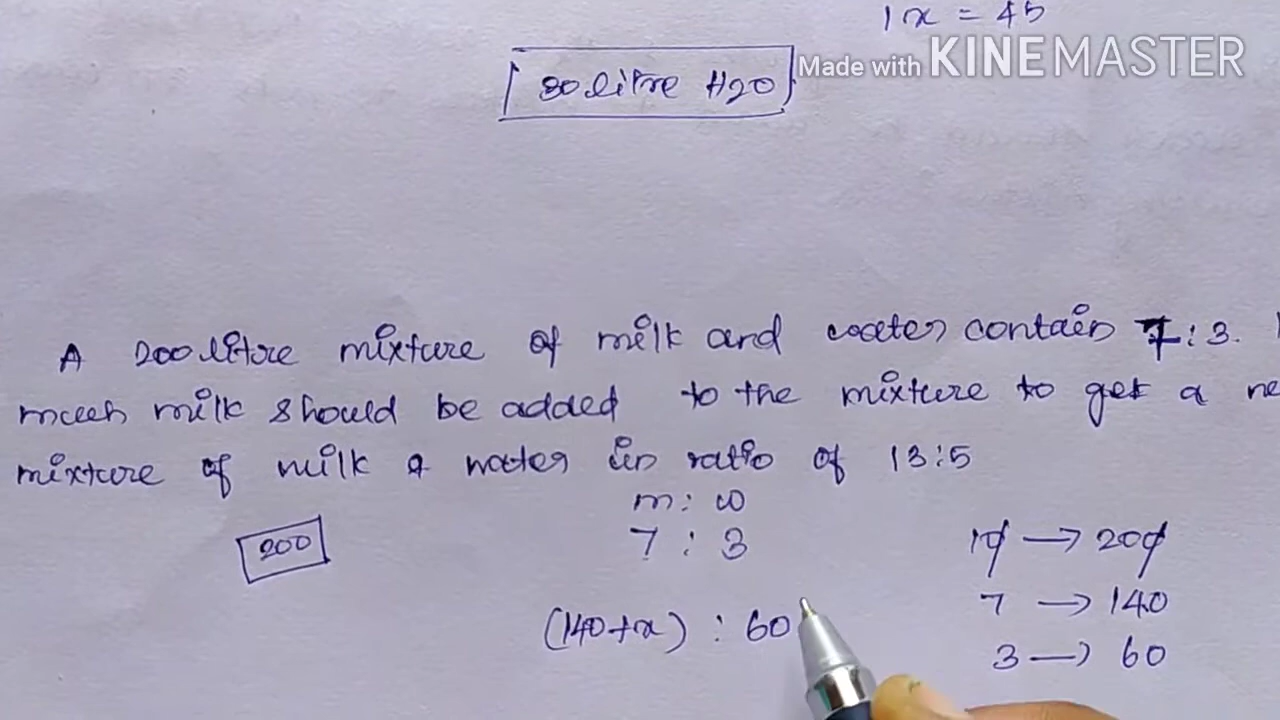 1x = 45
Made with KINEMASTER
30 litre H2O
A 200 litre mixture of milk and water contain 7:3.
much milk should be added to the mixture to get a ne
mixture of milk & water in ratio of 13:5
m : w
200
7 : 3
10 → 200
7 → 140
(140+x) : 60
3 → 60